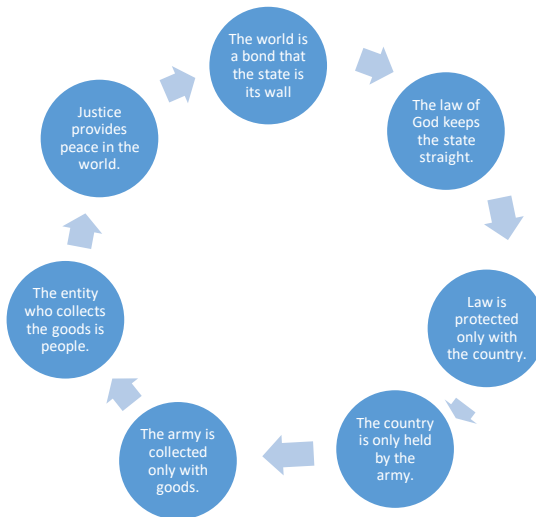 The world is
a bond that
the state is
its wall
The law of
God keeps
the state
straight.
Law is
protected
only with
the country.
The country
is only held
by the
army.
The army is
collected
only with
goods.
The entity
who collects
the goods is
people.
Justice
provides
peace in the
world.